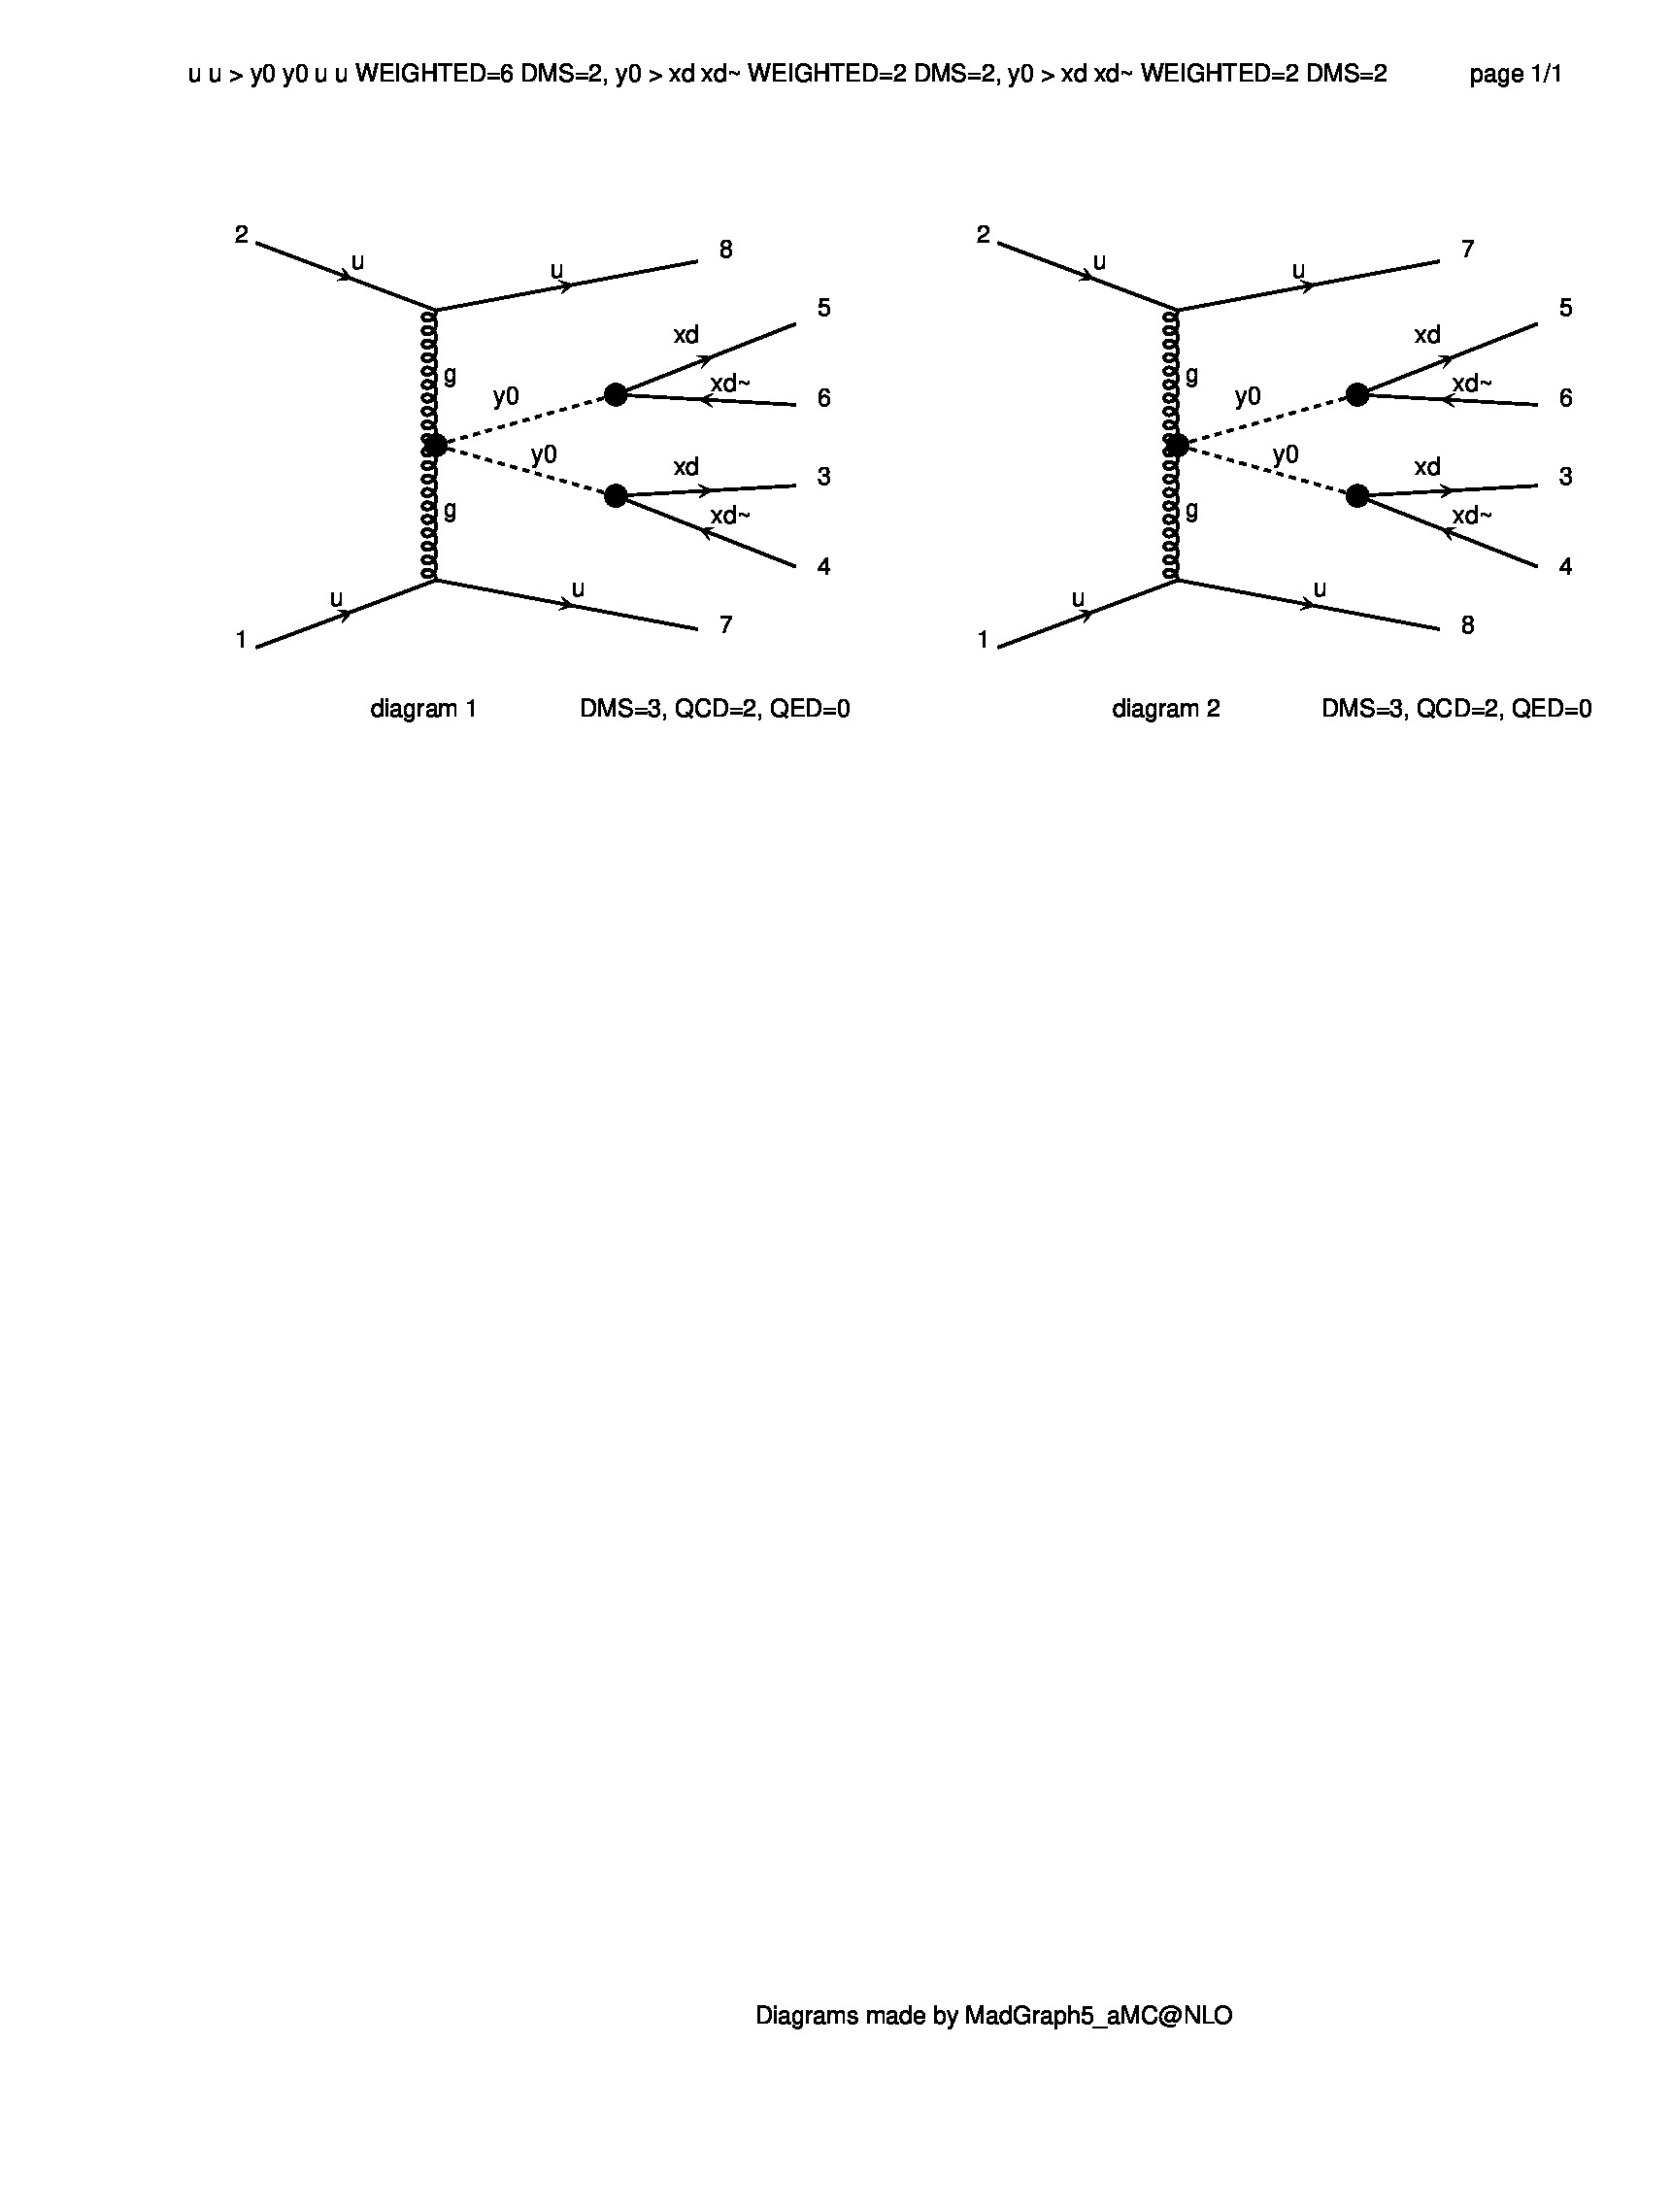 u u > y0 y0 u u WEIGHTED=6 DMS=2, y0 > xd xd~ WEIGHTED=2 DMS=2, y0 > xd xd~ WEIGHTED=2 DMS=2 page 1/1
2
u
u
8
g
y0
xd
5
xd~
6
g
y0
xd
3
xd~
4
1
u
u
7
diagram 1 DMS=3, QCD=2, QED=0
2
u
u
7
g
y0
xd
5
xd~
6
g
y0
xd
3
xd~
4
1
u
u
8
diagram 2 DMS=3, QCD=2, QED=0
Diagrams made by MadGraph5_aMC@NLO